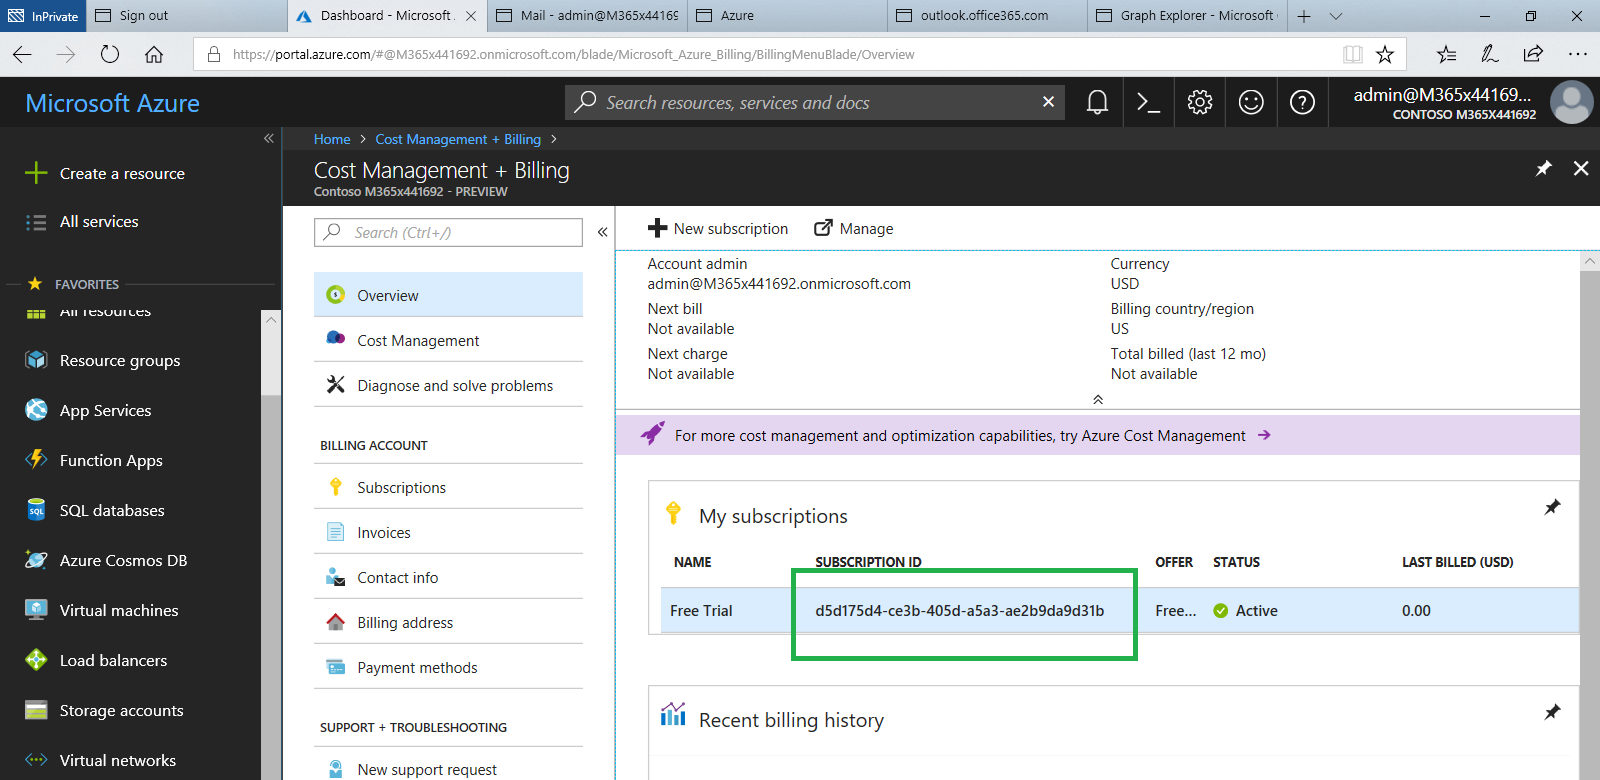 InPrivate
Sign out
Dashboard - Microsoft
Mail - admin@M365x44169
Azure
outlook.office365.com
Graph Explorer - Microsoft
https://portal.azure.com/#@M365x441692.onmicrosoft.com/blade/Microsoft_Azure_Billing/BillingMenuBlade/Overview
Microsoft Azure
Search resources, services and docs
admin@M365x44169...
CONTOSO M365X441692
Home > Cost Management + Billing >
Cost Management + Billing
Contoso M365x441692 - PREVIEW
Create a resource
All services
FAVORITES
All resources
Resource groups
App Services
Function Apps
SQL databases
Azure Cosmos DB
Virtual machines
Load balancers
Storage accounts
Virtual networks
Search (Ctrl+/)
Overview
Cost Management
Diagnose and solve problems
BILLING ACCOUNT
Subscriptions
Invoices
Contact info
Billing address
Payment methods
SUPPORT + TROUBLESHOOTING
New support request
New subscription
Manage
Account admin
admin@M365x441692.onmicrosoft.com
Next bill
Not available
Next charge
Not available
Currency
USD
Billing country/region
US
Total billed (last 12 mo)
Not available
For more cost management and optimization capabilities, try Azure Cost Management
My subscriptions
NAME SUBSCRIPTION ID OFFER STATUS LAST BILLED (USD)
Free Trial d5d175d4-ce3b-405d-a5a3-ae2b9da9d31b Free... Active 0.00
Recent billing history